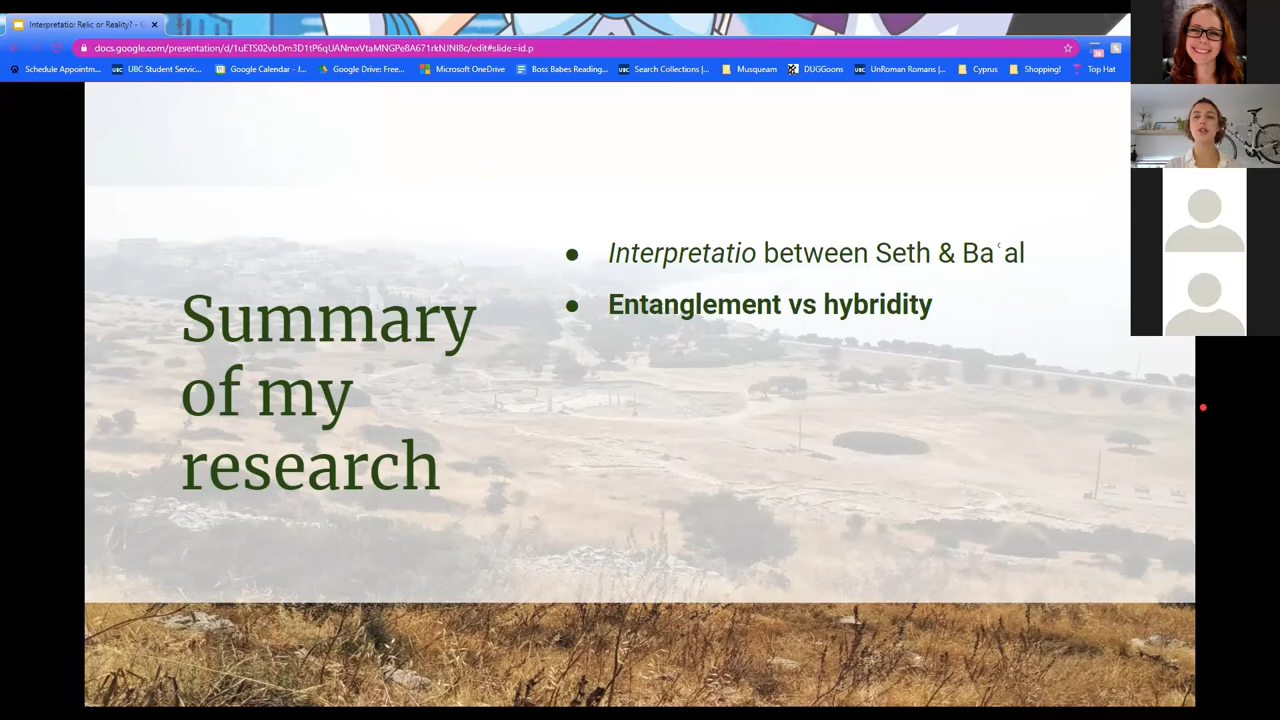 Interpretatio: Relic or Reality? - G
docs.google.com/presentation/d/1uETS02vbDm3D1tP6qUANmxVtaMNGPe8A671rkNJNI8c/edit#slide=id.p
Schedule Appointm... UBC Student Servic... Google Calendar - J... Google Drive: Free... Microsoft OneDrive Boss Babes Reading... Search Collections |... Musqueam DUGGoons UnRoman Romans |... Cyprus Shopping! Top Hat
Summary
of my
research
● Interpretatio between Seth & Baʿal
● Entanglement vs hybridity